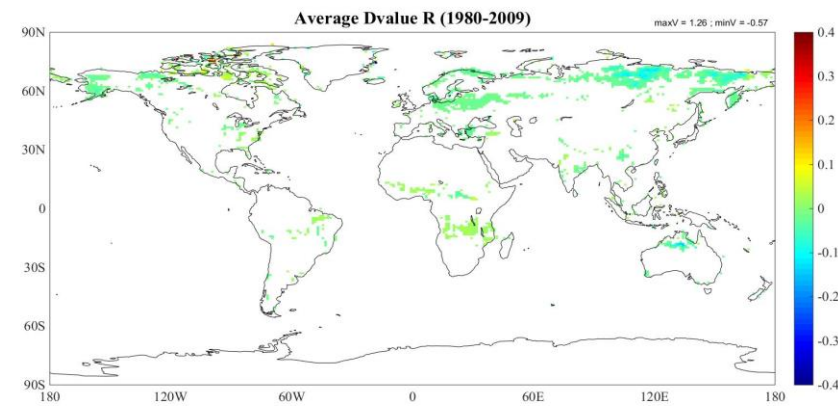 Average Dvalue R (1980-2009)
maxV = 1.26 ; minV = -0.57
90N
60N
30N
0
30S
60S
90S
180
120W
60W
0
60E
120E
180
0.4
0.3
0.2
0.1
0
-0.1
-0.2
-0.3
-0.4